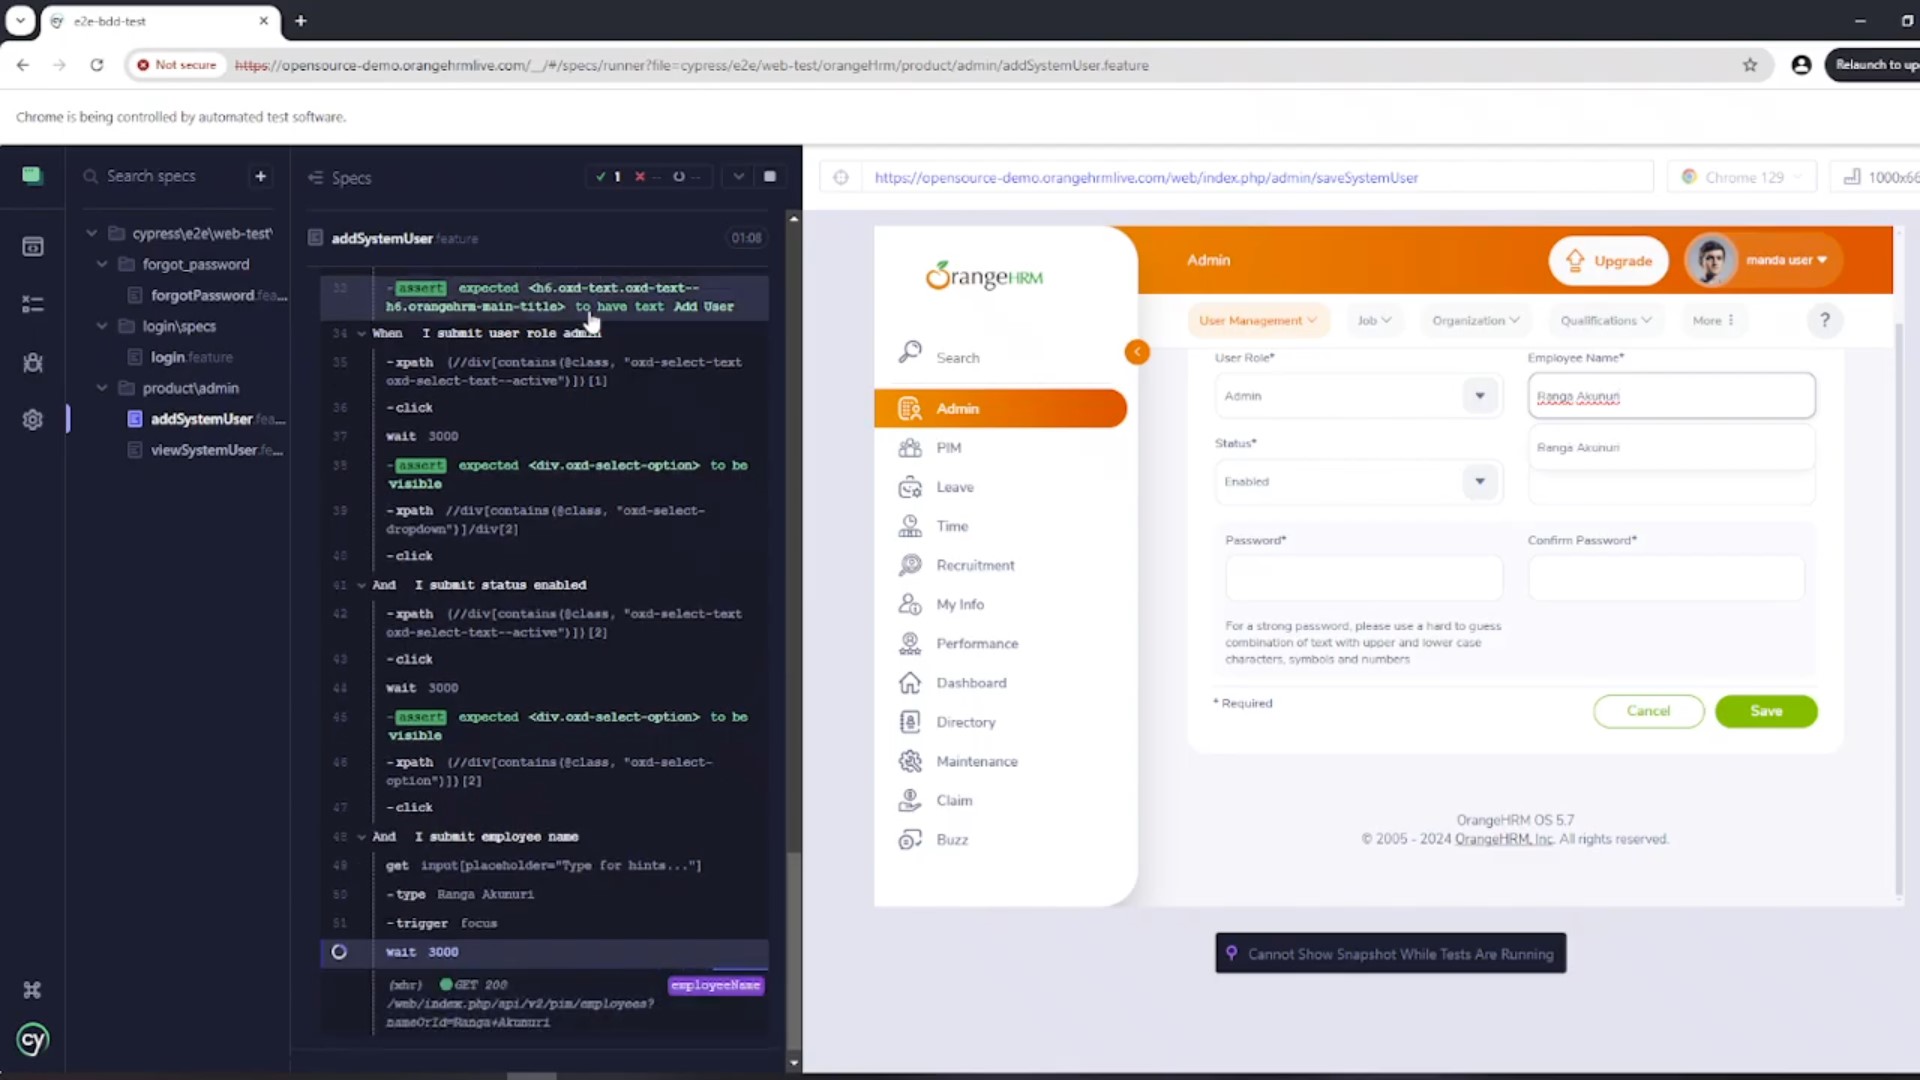 e2e-bdd-test
Not secure
https://opensource-demo.orangehrmlive.com/__/#/specs/runner?file=cypress/e2e/web-test/orangeHrm/product/admin/addSystemUser.feature
Relaunch to up
Chrome is being controlled by automated test software.
Search specs
cypress\e2e\web-test\
forgot_password
forgotPassword.fea...
login\specs
login.feature
product\admin
addSystemUser.fea...
viewSystemUser.fe...
Specs
1
--
--
addSystemUser.feature
01:08
33
-assert expected <h6.oxd-text.oxd-text--
h6.orangehrm-main-title> to have text Add User
34 When I submit user role admin
35 -xpath (//div[contains(@class, "oxd-select-text
oxd-select-text--active")])[1]
36 -click
37 wait 3000
38 -assert expected <div.oxd-select-option> to be
visible
39 -xpath //div[contains(@class, "oxd-select-
dropdown")]/div[2]
40 -click
41 And I submit status enabled
42 -xpath (//div[contains(@class, "oxd-select-text
oxd-select-text--active")])[2]
43 -click
44 wait 3000
45 -assert expected <div.oxd-select-option> to be
visible
46 -xpath (//div[contains(@class, "oxd-select-
option")])[2]
47 -click
48 And I submit employee name
49 get input[placeholder="Type for hints..."]
50 -type Ranga Akunuri
51 -trigger focus
wait 3000
(xhr) GET 200
employeeName
/web/index.php/api/v2/pim/employees?
nameOrId=Ranga+Akunuri
cy
https://opensource-demo.orangehrmlive.com/web/index.php/admin/saveSystemUser
Chrome 129
1000x66
OrangeHRM
Search
Admin
PIM
Leave
Time
Recruitment
My Info
Performance
Dashboard
Directory
Maintenance
Claim
Buzz
Admin
Upgrade
manda user
User Management
Job
Organization
Qualifications
More
?
User Role*
Employee Name*
Admin
Ranga Akunuri
Status*
Ranga Akunuri
Enabled
Password*
Confirm Password*
For a strong password, please use a hard to guess
combination of text with upper and lower case
characters, symbols and numbers
* Required
Cancel
Save
OrangeHRM OS 5.7
© 2005 - 2024 OrangeHRM, Inc. All rights reserved.
Cannot Show Snapshot While Tests Are Running